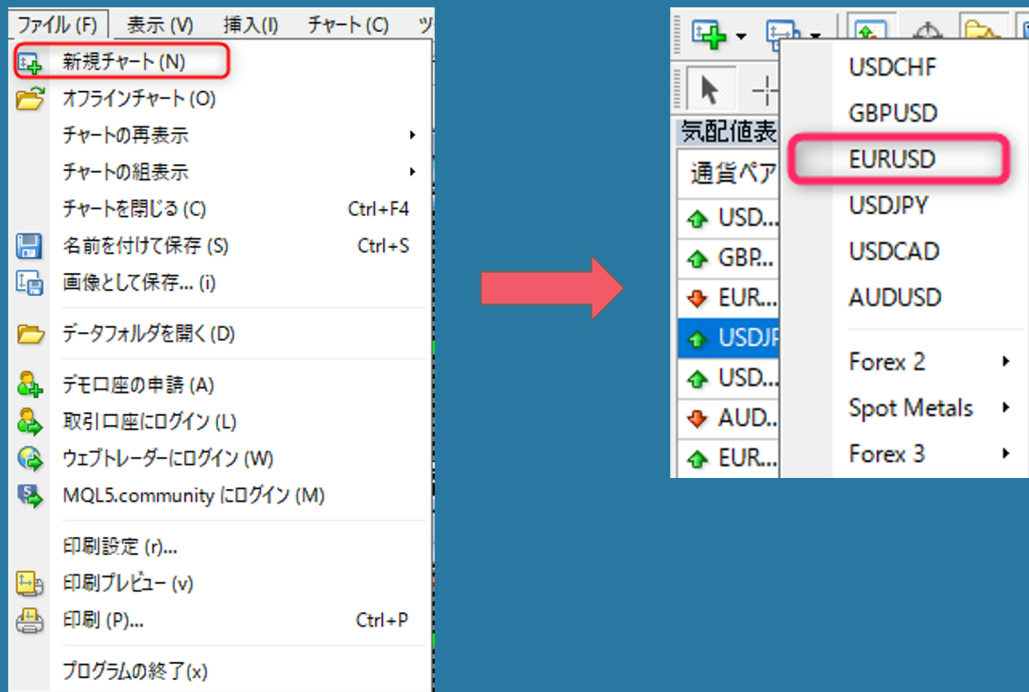 ファイル (F) 表示 (V) 挿入(I) チャート (C) ツ
新規チャート (N)
オフラインチャート (O)
チャートの再表示
チャートの組表示
チャートを閉じる (C) Ctrl+F4
名前を付けて保存 (S) Ctrl+S
画像として保存... (i)
データフォルダを開く (D)
デモ口座の申請 (A)
取引口座にログイン (L)
ウェブトレーダーにログイン (W)
MQL5.community にログイン (M)
印刷設定 (r)...
印刷プレビュー (v)
印刷 (P)... Ctrl+P
プログラムの終了(x)
気配値表
通貨ペア
USD...
GBP...
EUR...
USDJP
USD...
AUD...
EUR...
USDCHF
GBPUSD
EURUSD
USDJPY
USDCAD
AUDUSD
Forex 2
Spot Metals
Forex 3